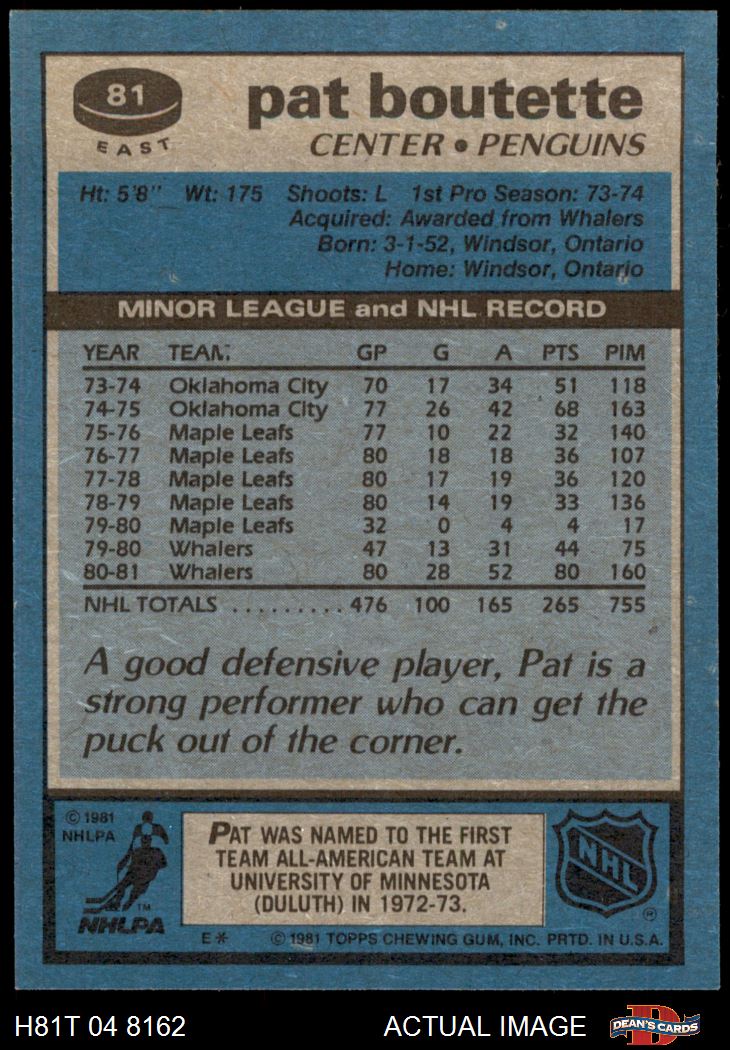 81
EAST
pat boutette
CENTER • PENGUINS
Ht: 5'8" Wt: 175 Shoots: L 1st Pro Season: 73-74
Acquired: Awarded from Whalers
Born: 3-1-52, Windsor, Ontario
Home: Windsor, Ontario
MINOR LEAGUE and NHL RECORD
YEAR TEAM: GP G A PTS PIM
73-74 Oklahoma City 70 17 34 51 118
74-75 Oklahoma City 77 26 42 68 163
75-76 Maple Leafs 77 10 22 32 140
76-77 Maple Leafs 80 18 18 36 107
77-78 Maple Leafs 80 17 19 36 120
78-79 Maple Leafs 80 14 19 33 136
79-80 Maple Leafs 32 0 4 4 17
79-80 Whalers 47 13 31 44 75
80-81 Whalers 80 28 52 80 160
NHL TOTALS ......... 476 100 165 265 755
A good defensive player, Pat is a
strong performer who can get the
puck out of the corner.
© 1981
NHLPA
TM
NHLPA
PAT WAS NAMED TO THE FIRST
TEAM ALL-AMERICAN TEAM AT
UNIVERSITY OF MINNESOTA
(DULUTH) IN 1972-73.
NHL
®
E* © 1981 TOPPS CHEWING GUM, INC. PRTD. IN U.S.A.
H81T 04 8162 ACTUAL IMAGE
D
DEAN'S CARDS